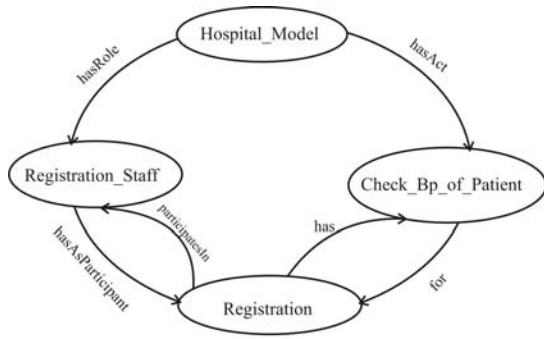 Hospital_Model
hasRole
hasAct
Registration_Staff
Check_Bp_of_Patient
participatesIn
has
hasAsParticipant
for
Registration